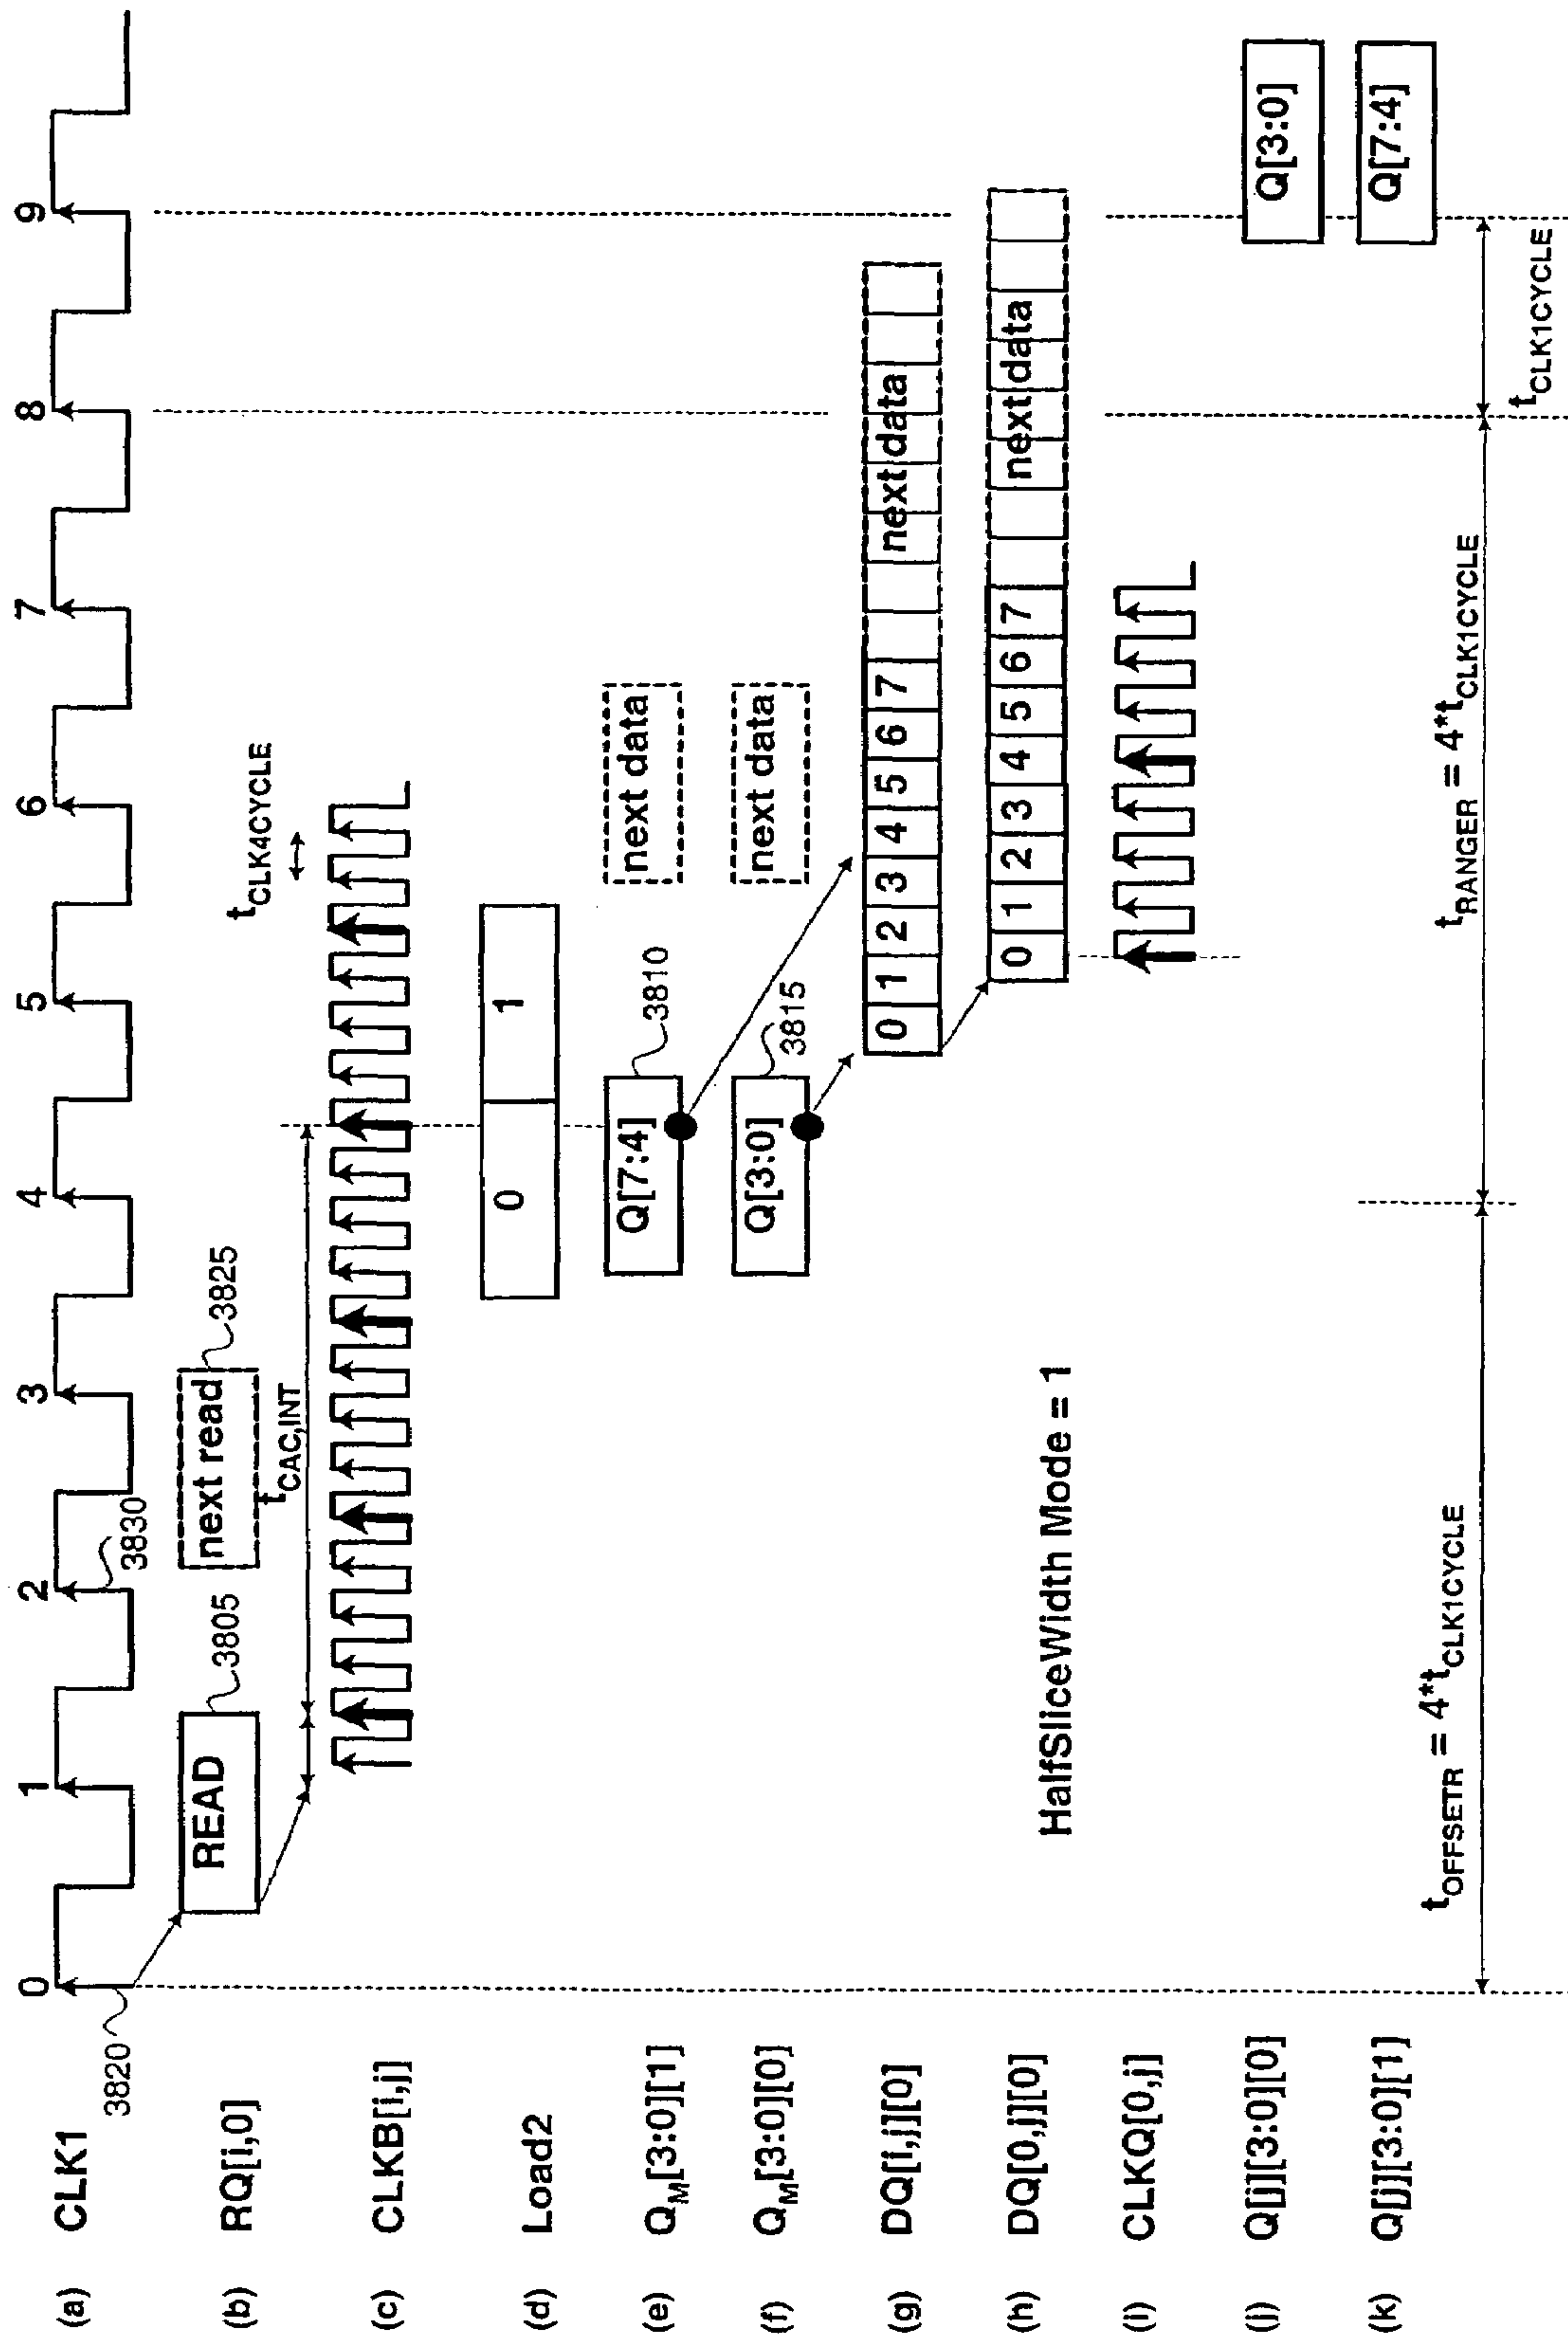 0 1 2 3 4 5 6 7 8 9
(a) CLK1
3820
3830
(b) RQ[i,0]
READ
3805
next read
3825
tCAC,INT
tCLK4CYCLE
(c) CLKB[i,j]
(d) Load2
0 1
(e) QM[3:0][1]
Q[7:4]
3810
next data
(f) QM[3:0][0]
Q[3:0]
3815
next data
(g) DQ[i,j][0]
0 1 2 3 4 5 6 7
next data
(h) DQ[0,j][0]
0 1 2 3 4 5 6 7
next data
HalfSliceWidth Mode = 1
(i) CLKQ[0,j]
(j) Q[j][3:0][0]
Q[3:0]
(k) Q[j][3:0][1]
Q[7:4]
tOFFSETR = 4*tCLK1CYCLE
tRANGER = 4*tCLK1CYCLE
tCLK1CYCLE